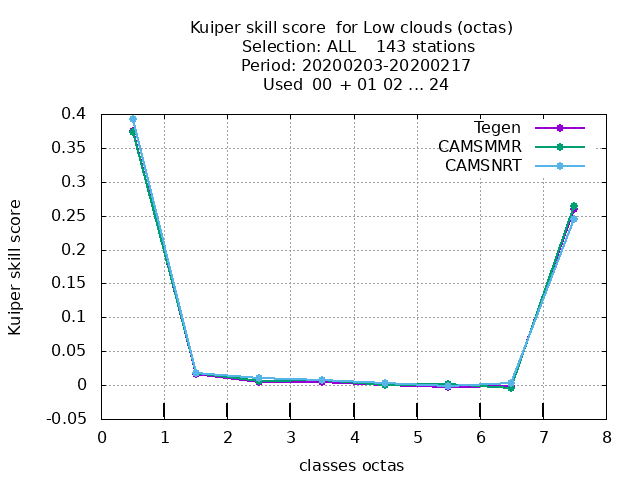 Kuiper skill score  for Low clouds (octas)
Selection: ALL    143 stations
Period: 20200203-20200217
Used  00 + 01 02 ... 24
Tegen
CAMSMMR
CAMSNRT
0.4
0.35
0.3
0.25
0.2
0.15
0.1
0.05
0
-0.05
Kuiper skill score
0 1 2 3 4 5 6 7 8
classes octas